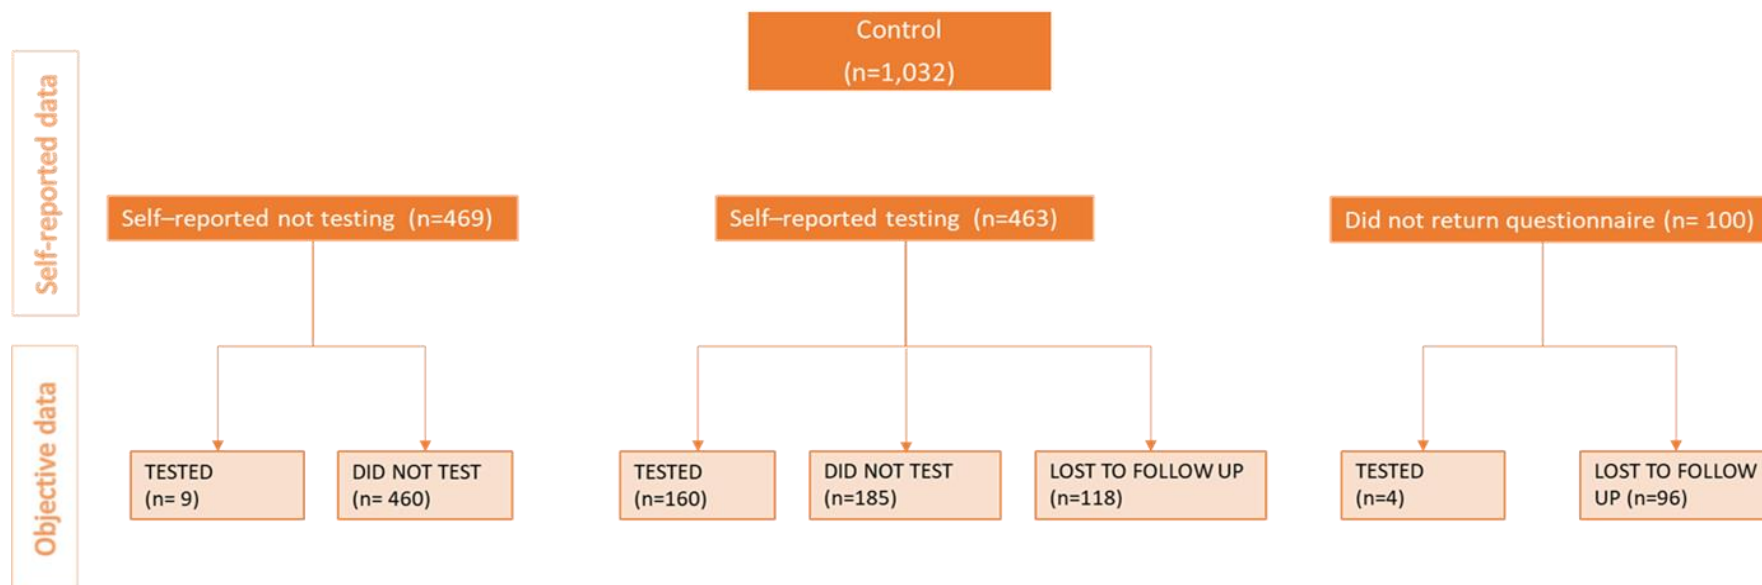 Control
(n=1,032)
Self-reported data
Self–reported not testing (n=469)
Self–reported testing (n=463)
Did not return questionnaire (n= 100)
Objective data
TESTED
(n= 9)
DID NOT TEST
(n= 460)
TESTED
(n=160)
DID NOT TEST
(n=185)
LOST TO FOLLOW UP
(n=118)
TESTED
(n=4)
LOST TO FOLLOW
UP (n=96)